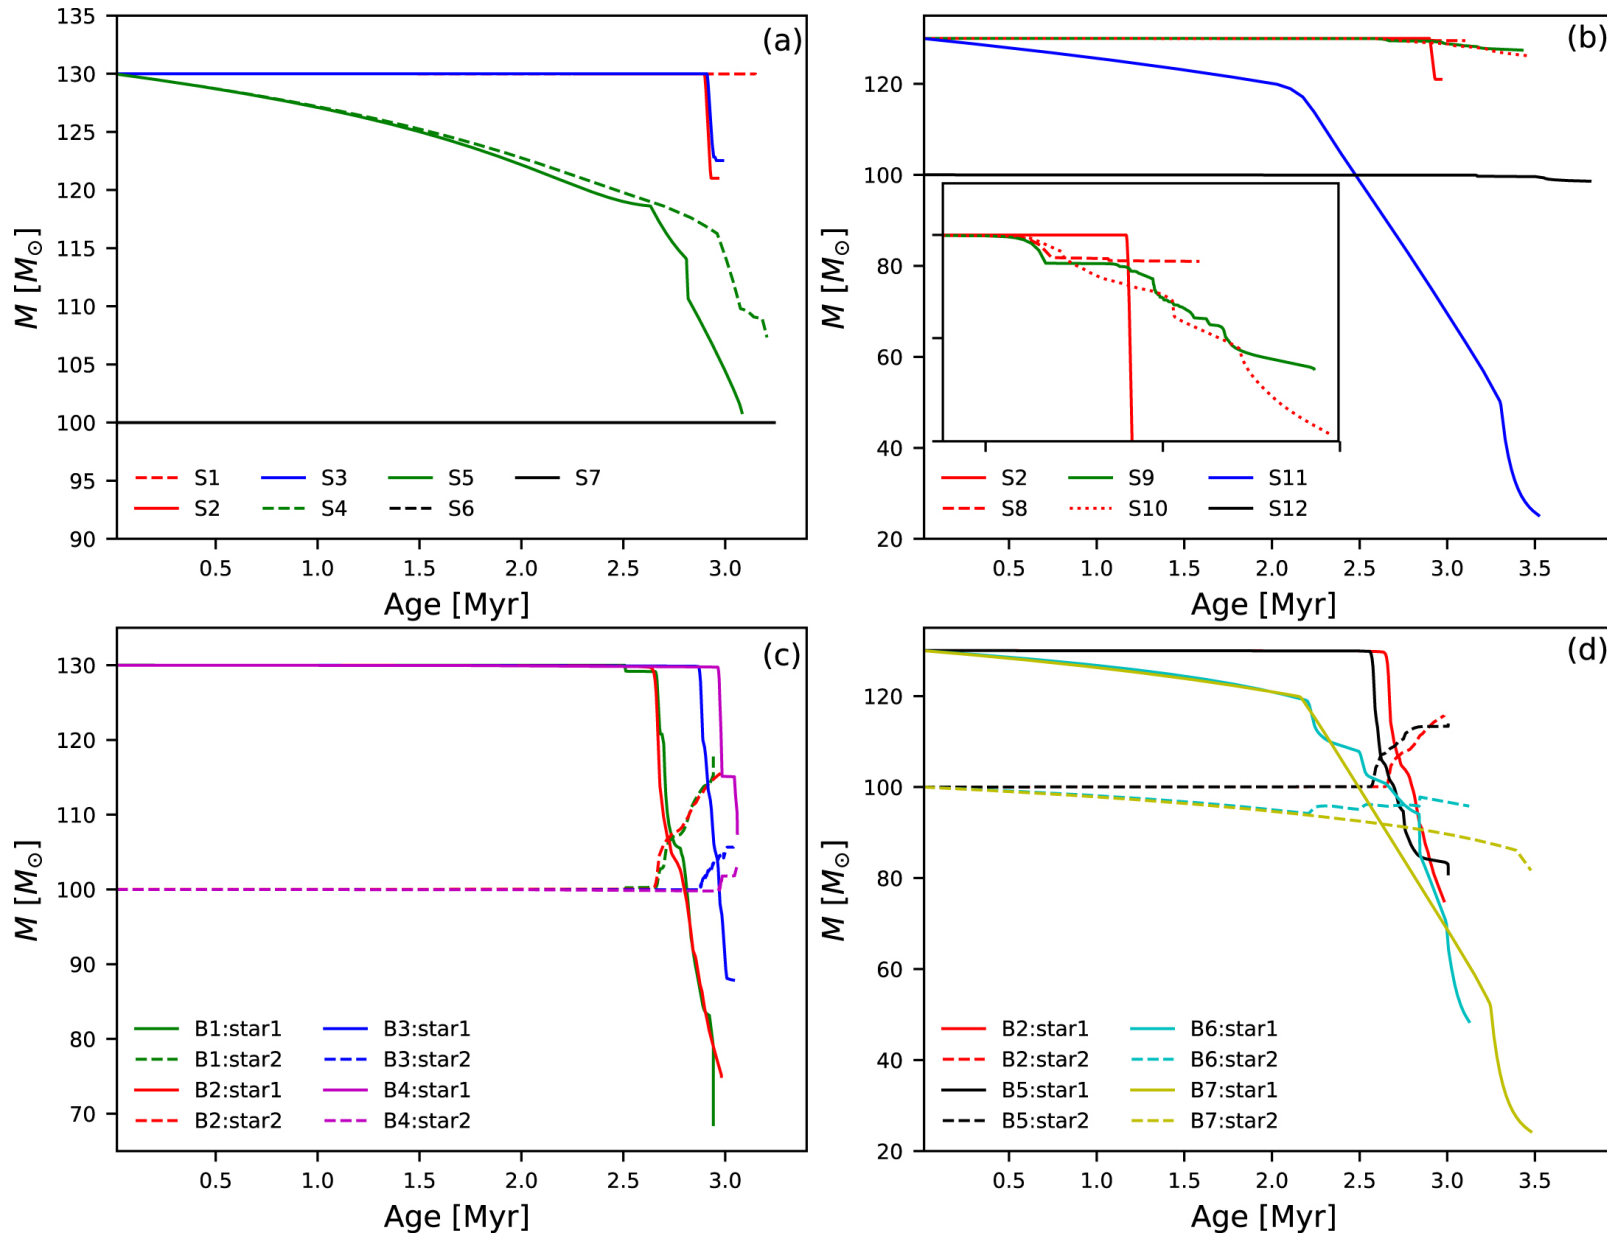 (a)
135
130
125
120
115
110
105
100
95
90
M [M⊙]
S1 S3 S5 S7
S2 S4 S6
0.5 1.0 1.5 2.0 2.5 3.0
Age [Myr]
(b)
120
100
80
60
40
20
M [M⊙]
S2 S9 S11
S8 S10 S12
0.5 1.0 1.5 2.0 2.5 3.0 3.5
Age [Myr]
(c)
130
120
110
100
90
80
70
M [M⊙]
B1:star1 B3:star1
B1:star2 B3:star2
B2:star1 B4:star1
B2:star2 B4:star2
0.5 1.0 1.5 2.0 2.5 3.0
Age [Myr]
(d)
120
100
80
60
40
20
M [M⊙]
B2:star1 B6:star1
B2:star2 B6:star2
B5:star1 B7:star1
B5:star2 B7:star2
0.5 1.0 1.5 2.0 2.5 3.0 3.5
Age [Myr]